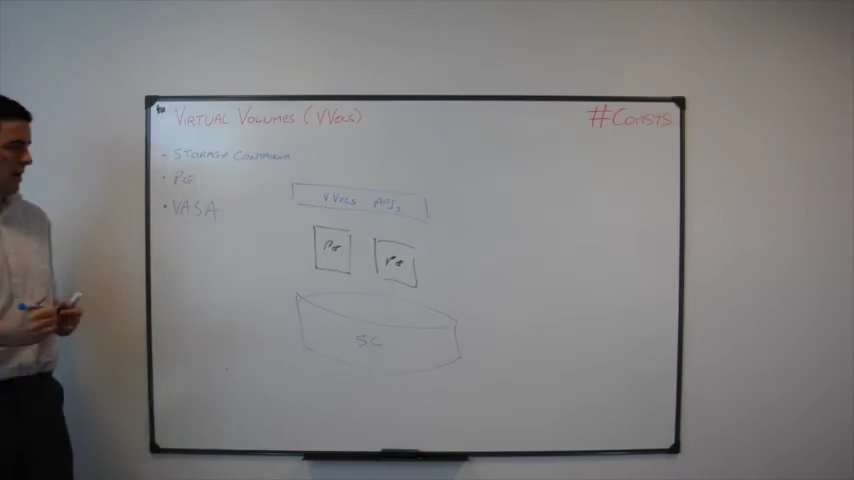 VIRTUAL VOLUMES (VVOLS)
#COMSYS
- STORAGE CONTAINER
· PE
· VASA
VVOLS APIs
PE
PE
SC